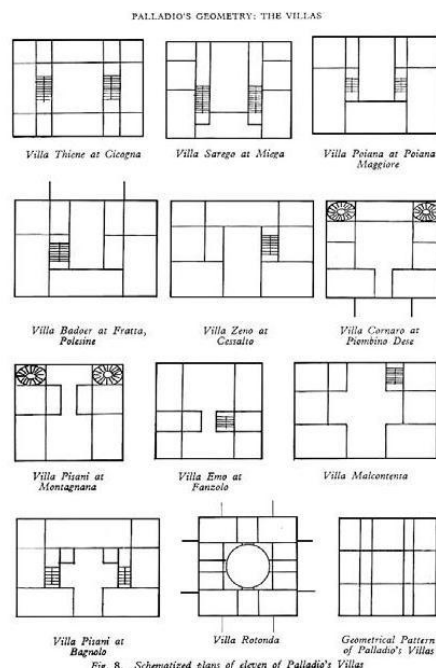 PALLADIO'S GEOMETRY: THE VILLAS
Villa Thiene at Cicogna
Villa Sarego at Miega
Villa Poiana at Poiana
Maggiore
Villa Badoer at Fratta,
Polesine
Villa Zeno at
Cessalto
Villa Cornaro at
Piombino Dese
Villa Pisani at
Montagnana
Villa Emo at
Fanzolo
Villa Malcontenta
Villa Pisani at
Bagnolo
Villa Rotonda
Geometrical Pattern
of Palladio's Villas
Fig. 8. Schematized plans of eleven of Palladio's Villas